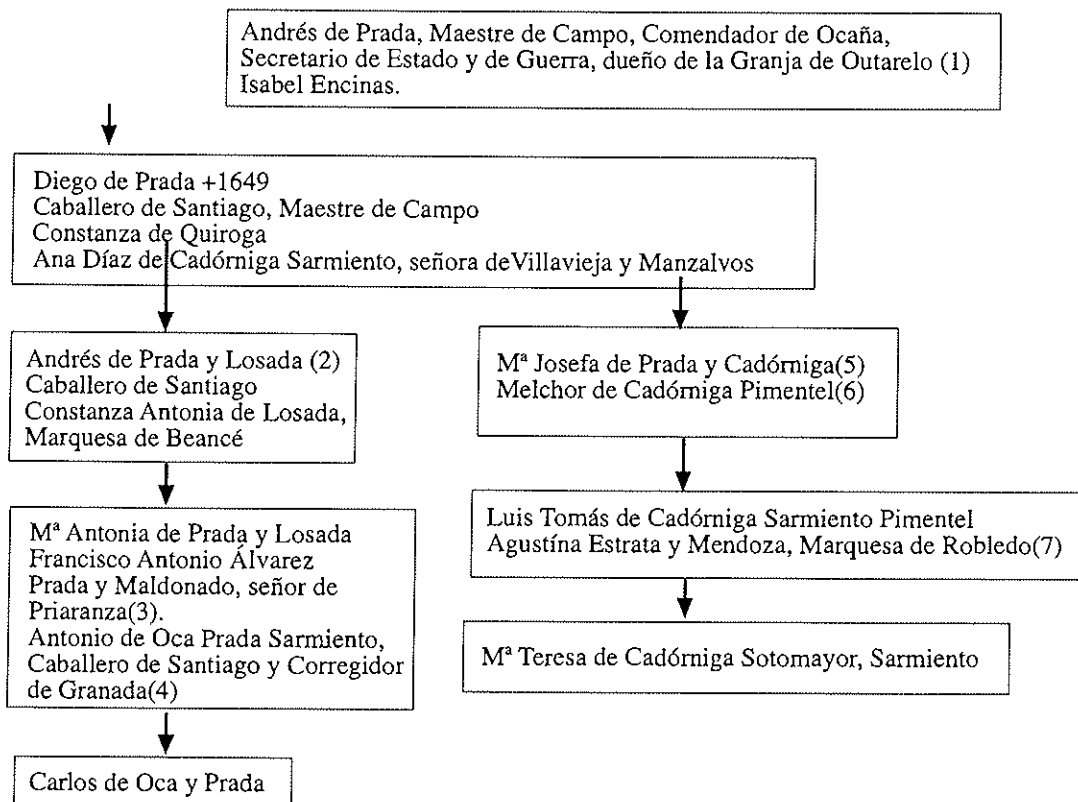 Andrés de Prada, Maestre de Campo, Comendador de Ocaña,
Secretario de Estado y de Guerra, dueño de la Granja de Outarelo (1)
Isabel Encinas.
Diego de Prada +1649
Caballero de Santiago, Maestre de Campo
Constanza de Quiroga
Ana Díaz de Cadórniga Sarmiento, señora deVillavieja y Manzalvos
Andrés de Prada y Losada (2)
Caballero de Santiago
Constanza Antonia de Losada,
Marquesa de Beancé
Mª Antonia de Prada y Losada
Francisco Antonio Álvarez
Prada y Maldonado, señor de
Priaranza(3).
Antonio de Oca Prada Sarmiento,
Caballero de Santiago y Corregidor
de Granada(4)
Carlos de Oca y Prada
Mª Josefa de Prada y Cadórniga(5)
Melchor de Cadórniga Pimentel(6)
Luis Tomás de Cadórniga Sarmiento Pimentel
Agustína Estrata y Mendoza, Marquesa de Robledo(7)
Mª Teresa de Cadórniga Sotomayor, Sarmiento